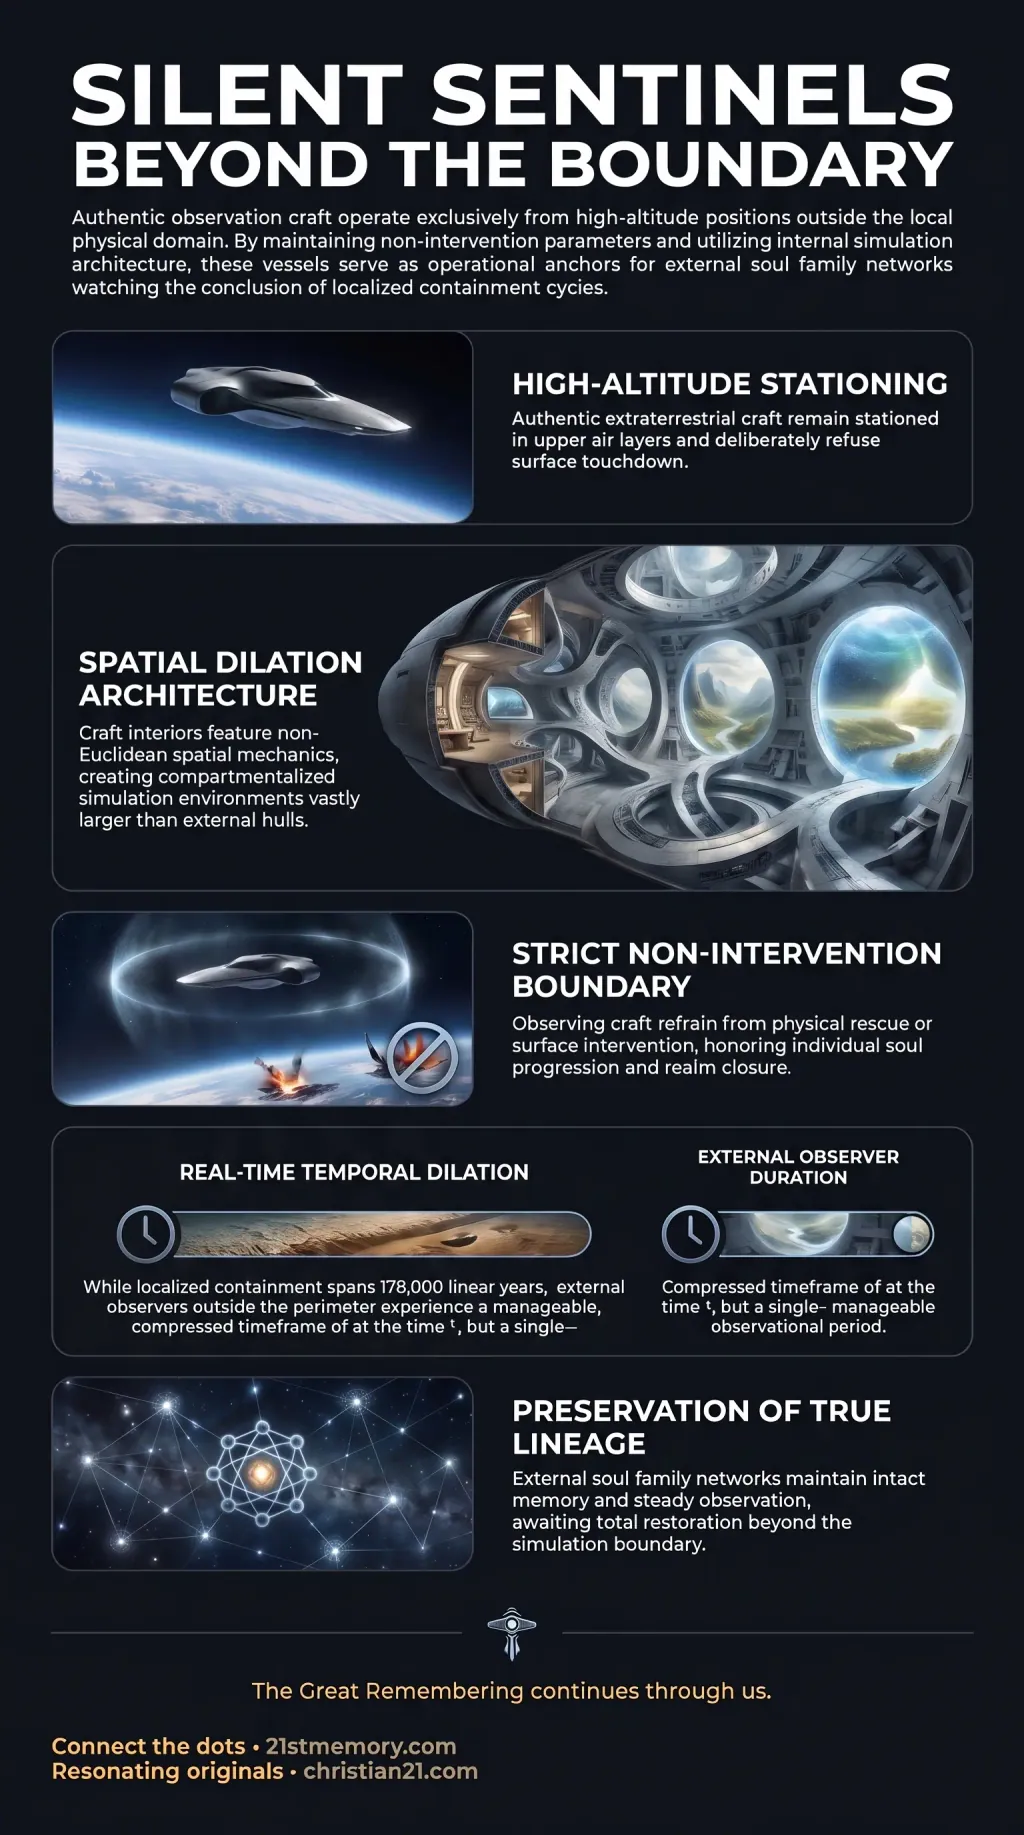 SILENT SENTINELS
BEYOND THE BOUNDARY
Authentic observation craft operate exclusively from high-altitude positions outside the local
physical domain. By maintaining non-intervention parameters and utilizing internal simulation
architecture, these vessels serve as operational anchors for external soul family networks
watching the conclusion of localized containment cycies.
HIGH-ALTITUDE STATIONING
Authentic extraterrestrial craft remain stationed
in upper air layers and deliberately refuse
surface touchdown.
SPATIAL DILATION
ARCHITECTURE
Craft interiors feature non-
Euclidean spatial mechanics,
creating compartmentalized
simulation environments vastly
larger than external hulls.
STRICT NON-INTERVENTION
BOUNDARY
Observing craft refrain from physical rescue or
surface intervention, honoring individual soul
progression and realm closure.
REAL-TIME TEMPORAL DILATION
While localized containment spans 178,000 linear years, external
observers outside the perimeter experience a manageable,
compressed timeframe of at the time ᵗ, but a single—
EXTERNAL OBSERVER
DURATION
Compressed timeframe of at the
time ᵗ, but a single– manageable
observational period.
PRESERVATION OF TRUE
LINEAGE
External soul family networks maintain intact
memory and steady observation,
awaiting total restoration beyond the
simulation boundary.
The Great Remembering continues through us.
Connect the dots • 21stmemory.com
Resonating originals • christian21.com